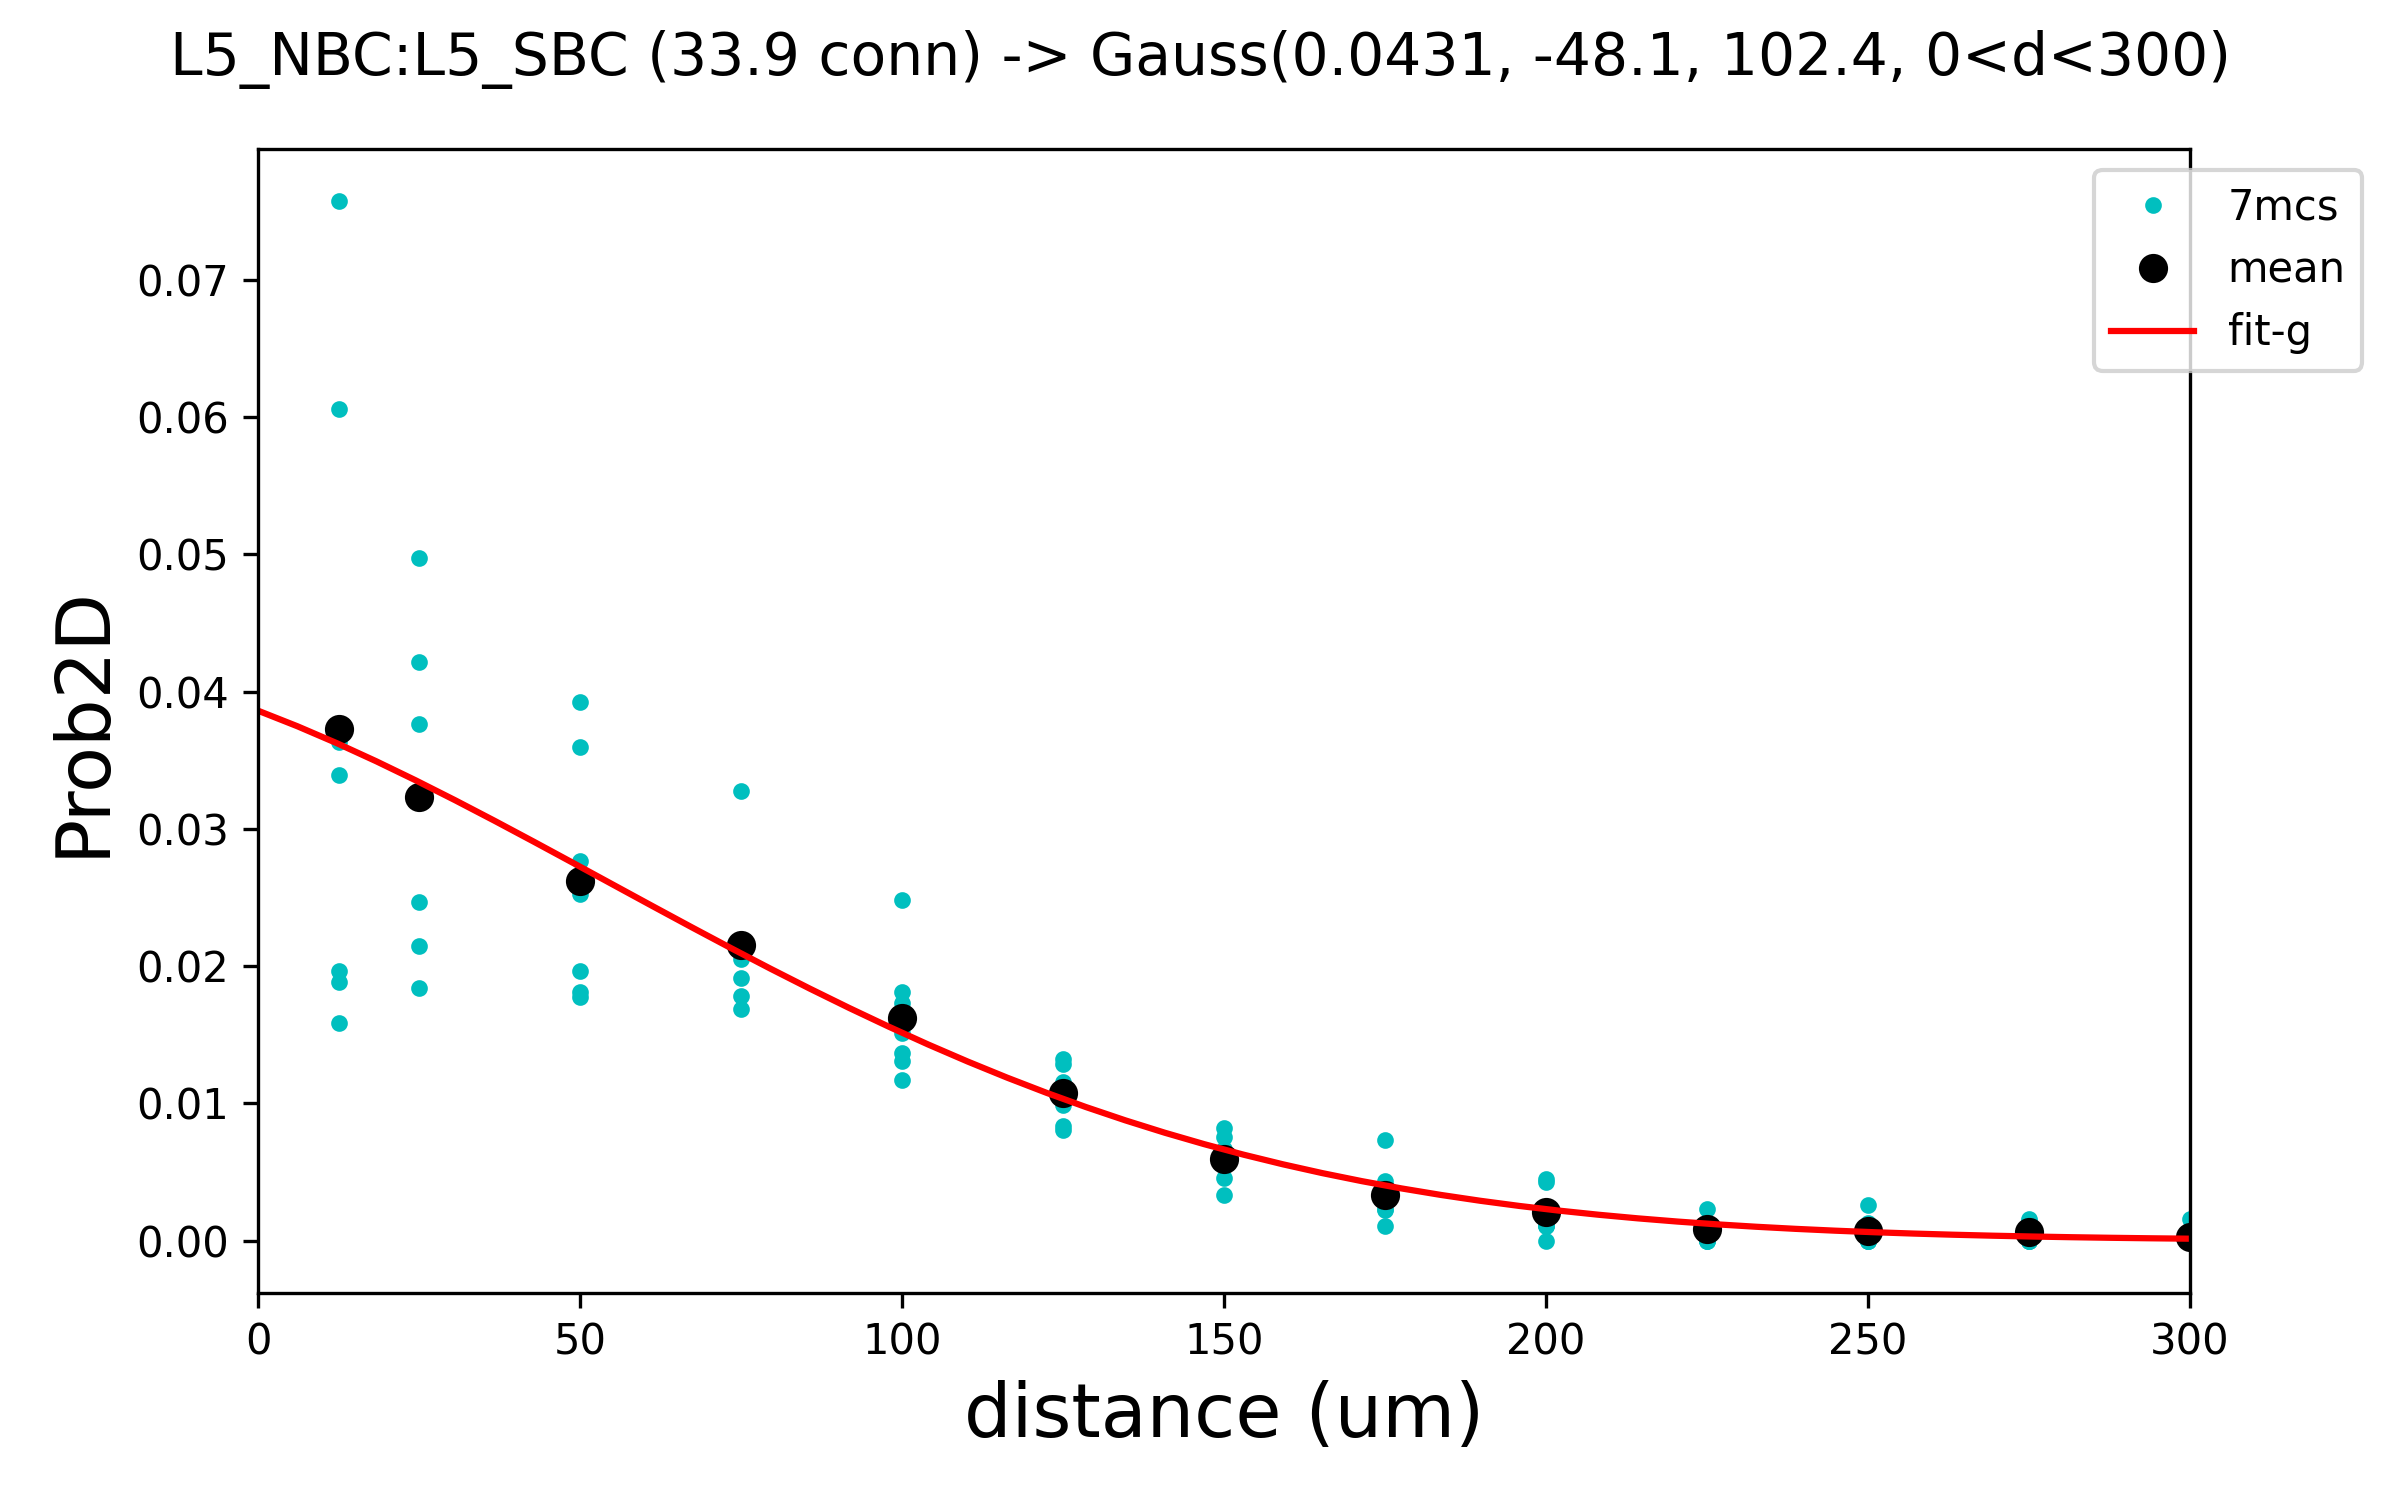 L5_NBC:L5_SBC (33.9 conn) -> Gauss(0.0431, -48.1, 102.4, 0<d<300)
7mcs
mean
fit-g
0.07
0.06
0.05
0.04
0.03
0.02
0.01
0.00
Prob2D
0 50 100 150 200 250 300
distance (um)